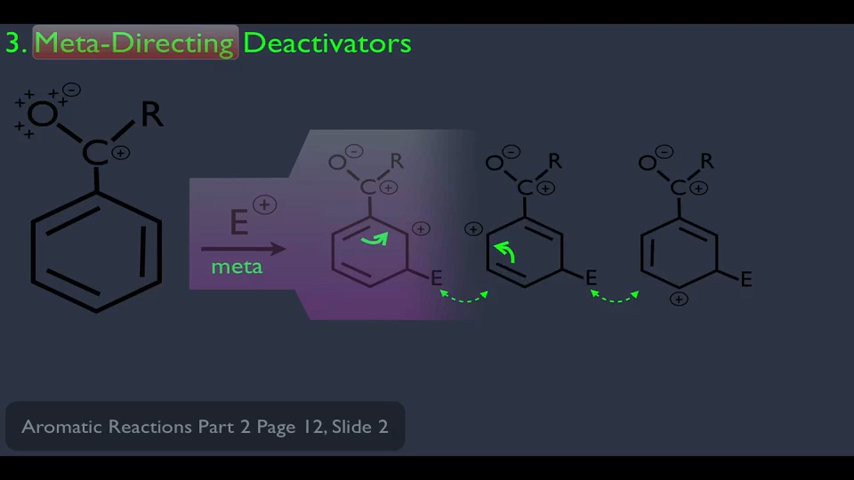 3. Meta-Directing Deactivators
O R
C
E
meta
O R
C
E
O R
C
E
O R
C
E
Aromatic Reactions Part 2 Page 12, Slide 2